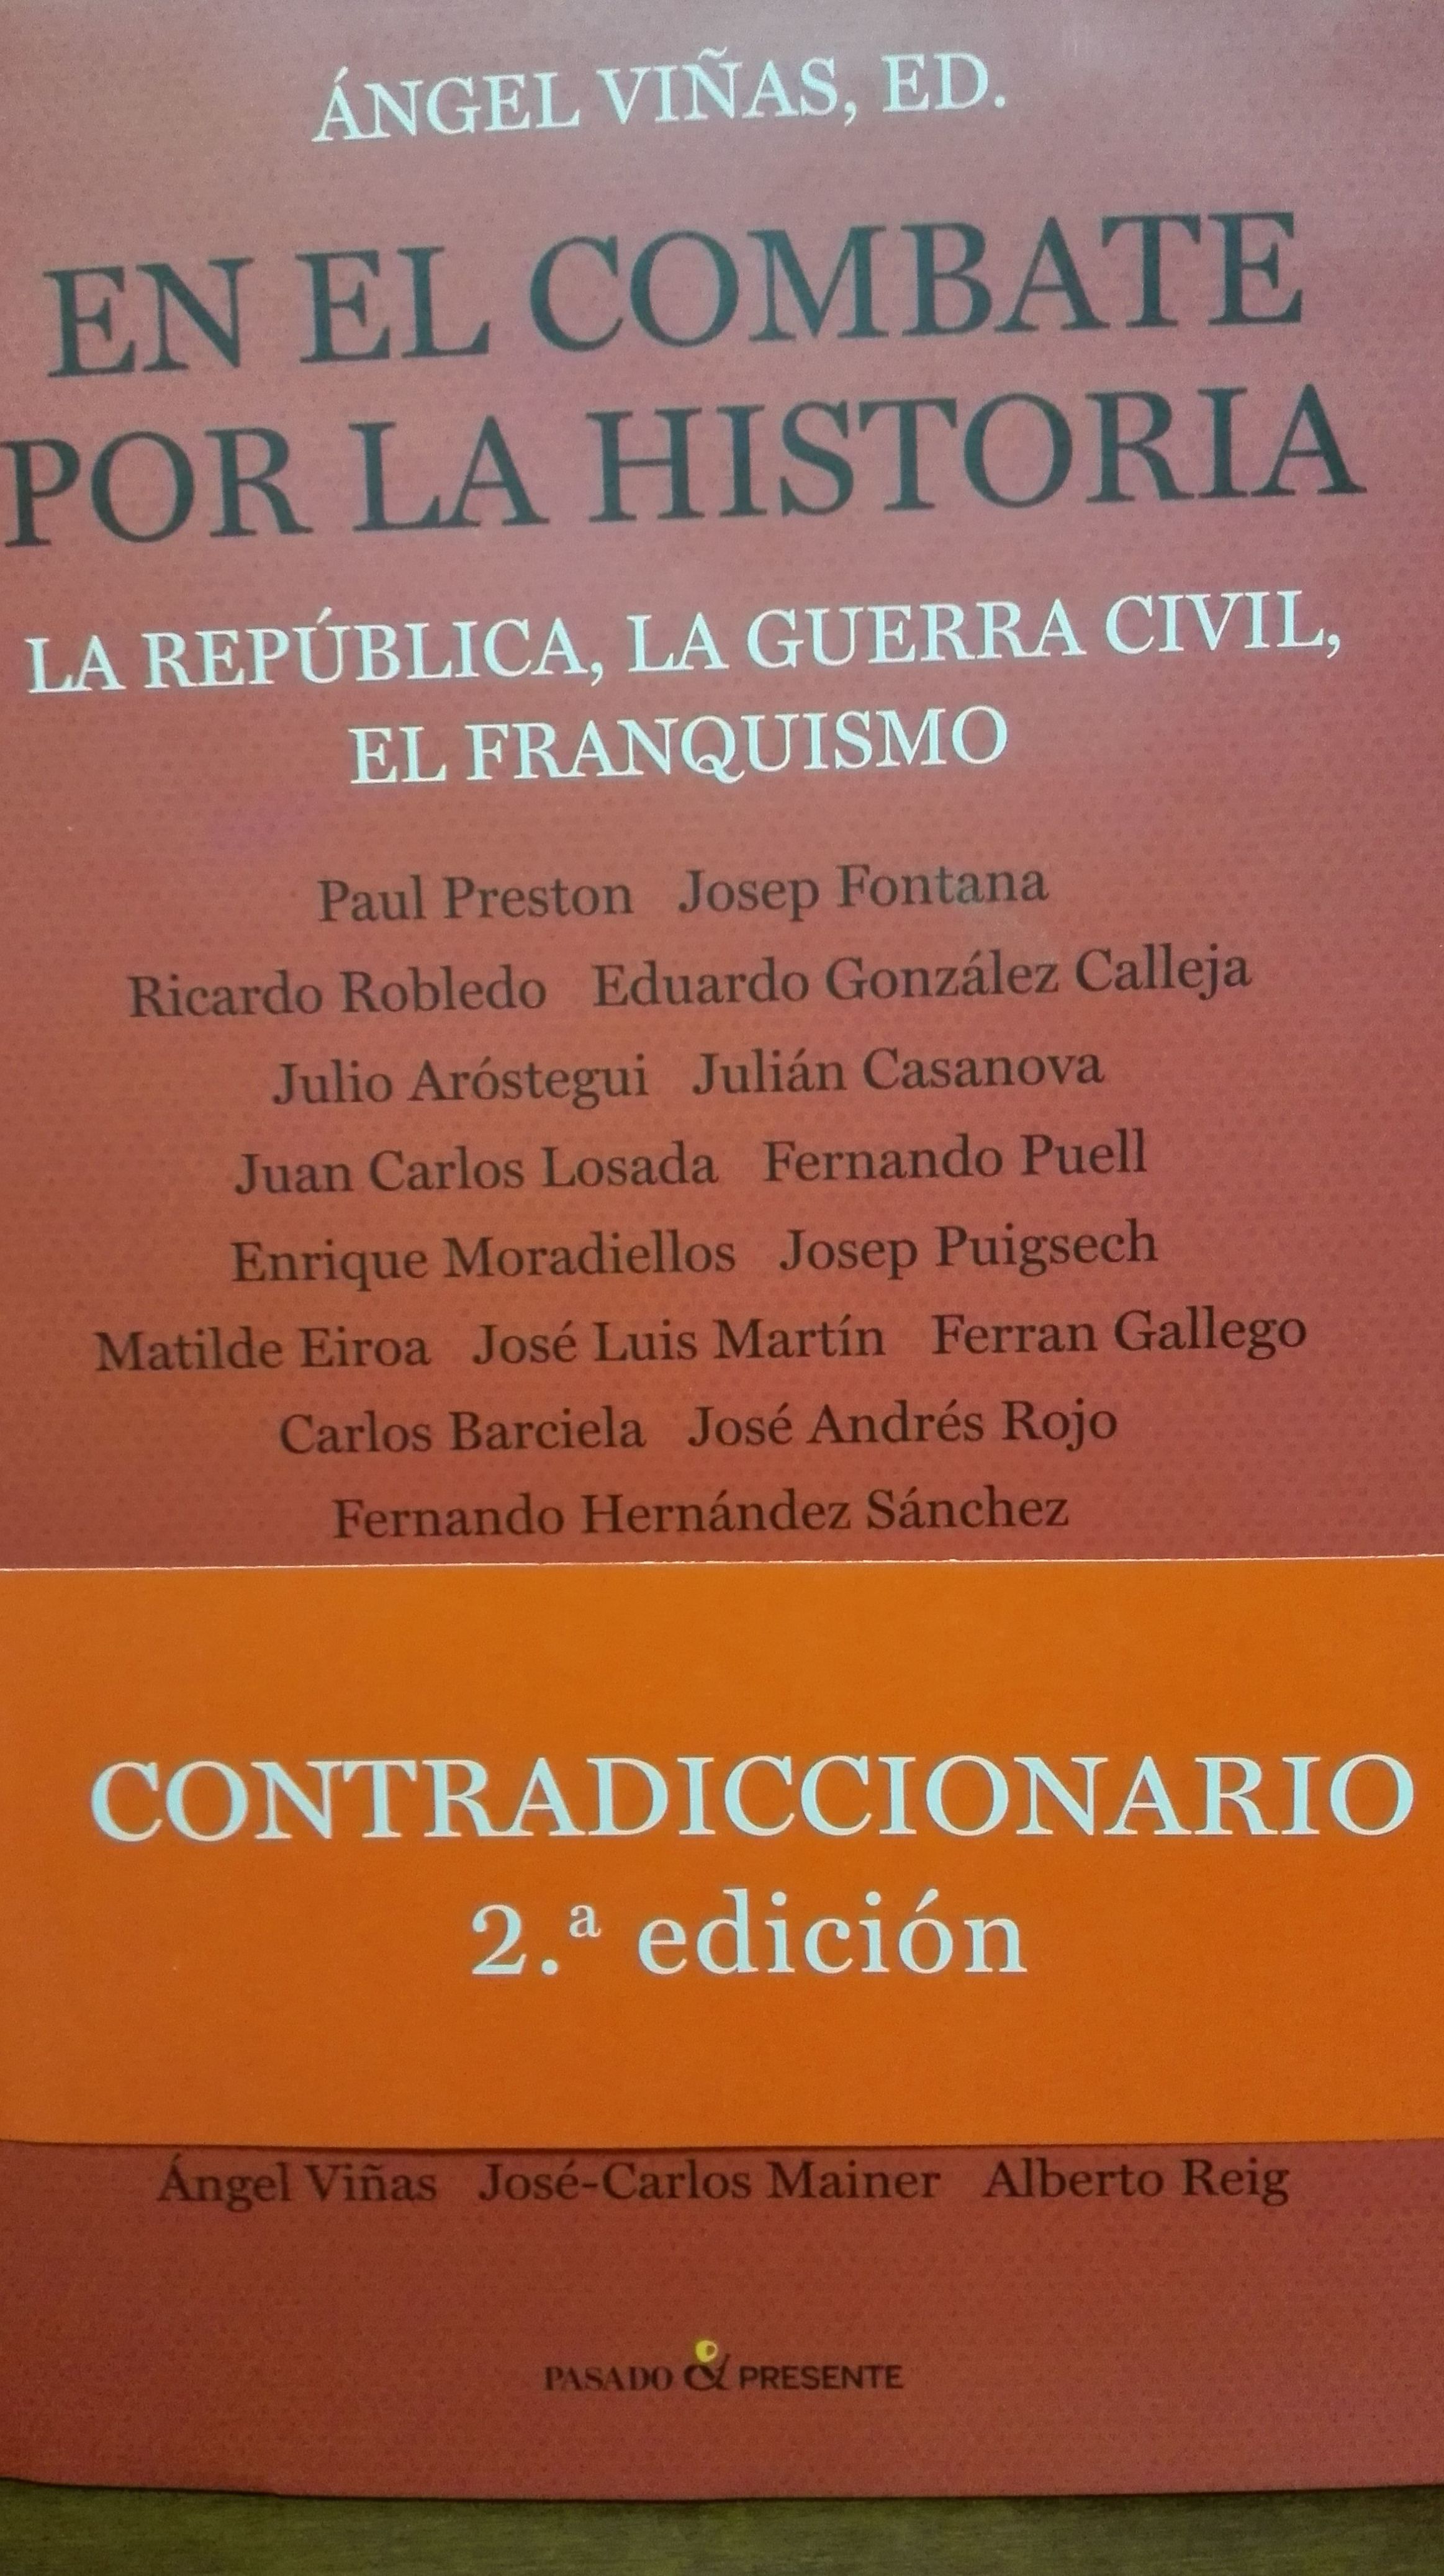 ÁNGEL VIÑAS, ED.
EN EL COMBATE
POR LA HISTORIA
LA REPÚBLICA, LA GUERRA CIVIL,
EL FRANQUISMO
Paul Preston Josep Fontana
Ricardo Robledo Eduardo González Calleja
Julio Aróstegui Julián Casanova
Juan Carlos Losada Fernando Puell
Enrique Moradiellos Josep Puigsech
Matilde Eiroa José Luis Martín Ferran Gallego
Carlos Barciela José Andrés Rojo
Fernando Hernández Sánchez
CONTRADICCIONARIO
2.ª edición
Ángel Viñas José-Carlos Mainer Alberto Reig
PASADO & PRESENTE